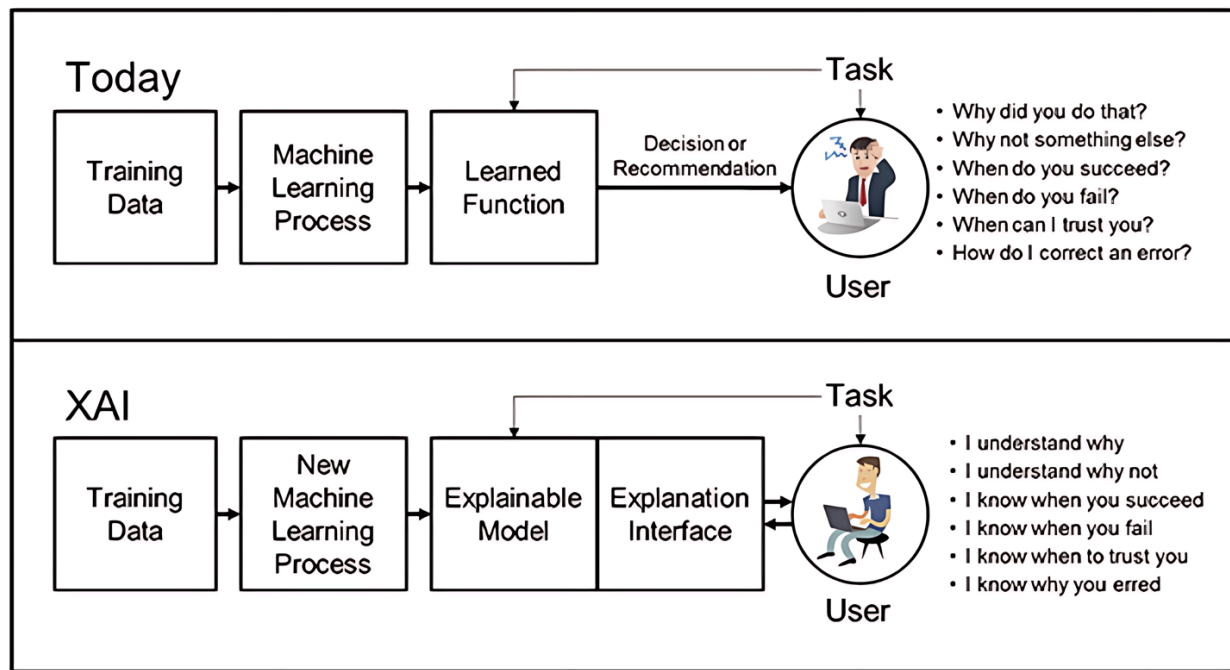 Today
Task
Training
Data
Machine
Learning
Process
Learned
Function
Decision or
Recommendation
User
• Why did you do that?
• Why not something else?
• When do you succeed?
• When do you fail?
• When can I trust you?
• How do I correct an error?
XAI
Task
Training
Data
New
Machine
Learning
Process
Explainable
Model
Explanation
Interface
User
• I understand why
• I understand why not
• I know when you succeed
• I know when you fail
• I know when to trust you
• I know why you erred